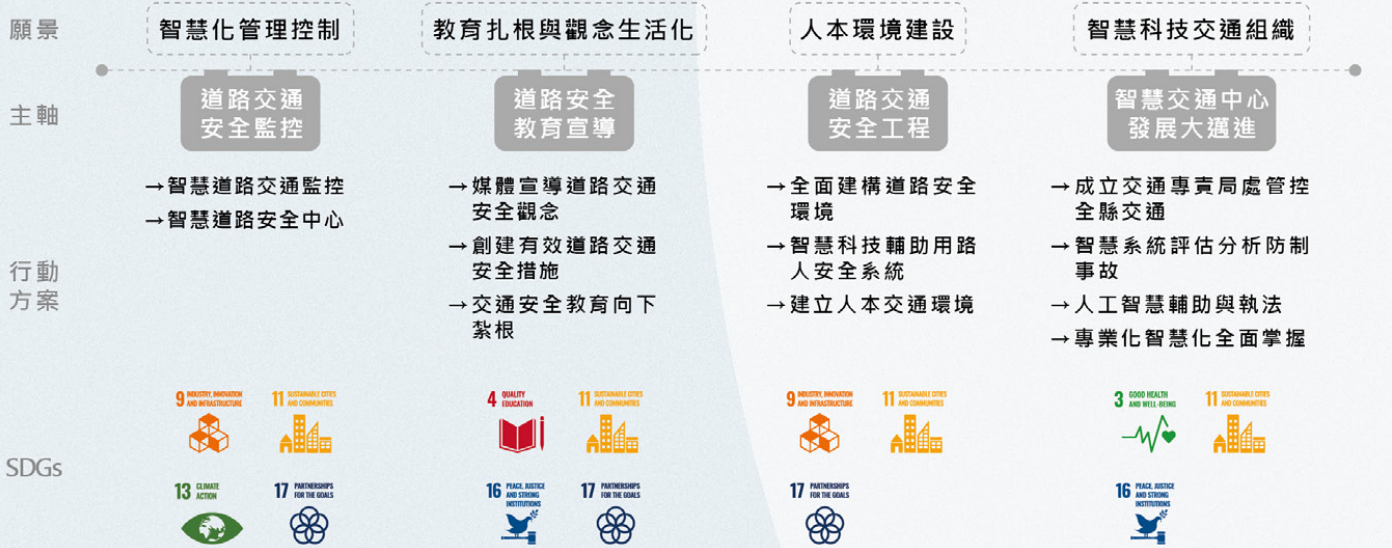 願景
智慧化管理控制
教育扎根與觀念生活化
人本環境建設
智慧科技交通組織
主軸
道路交通
安全監控
道路安全
教育宣導
道路交通
安全工程
智慧交通中心
發展大邁進
行動
方案
→智慧道路交通監控
→智慧道路安全中心
→媒體宣導道路交通
安全觀念
→創建有效道路交通
安全措施
→交通安全教育向下
紮根
→全面建構道路安全
環境
→智慧科技輔助用路
人安全系統
→建立人本交通環境
→成立交通專責局處管控
全縣交通
→智慧系統評估分析防制
事故
→人工智慧輔助與執法
→專業化智慧化全面掌握
SDGs
9 INDUSTRY, INNOVATION
AND INFRASTRUCTURE
11 SUSTAINABLE CITIES
AND COMMUNITIES
13 CLIMATE
ACTION
17 PARTNERSHIPS
FOR THE GOALS
4 QUALITY
EDUCATION
11 SUSTAINABLE CITIES
AND COMMUNITIES
16 PEACE, JUSTICE
AND STRONG
INSTITUTIONS
17 PARTNERSHIPS
FOR THE GOALS
9 INDUSTRY, INNOVATION
AND INFRASTRUCTURE
11 SUSTAINABLE CITIES
AND COMMUNITIES
17 PARTNERSHIPS
FOR THE GOALS
3 GOOD HEALTH
AND WELL-BEING
11 SUSTAINABLE CITIES
AND COMMUNITIES
16 PEACE, JUSTICE
AND STRONG
INSTITUTIONS